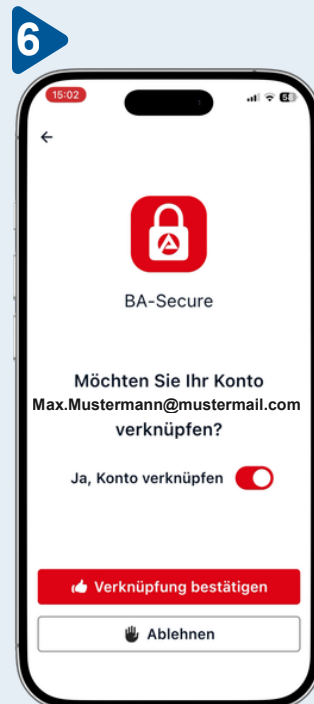 6
15:02
BA-Secure
Möchten Sie Ihr Konto
Max.Mustermann@mustermail.com
verknüpfen?
Ja, Konto verknüpfen
Verknüpfung bestätigen
Ablehnen